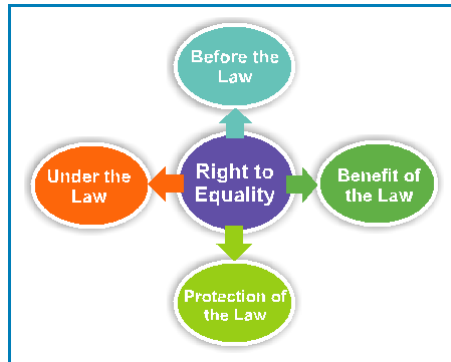 Before the
Law
Under the
Law
Right to
Equality
Benefit of
the Law
Protection of
the Law